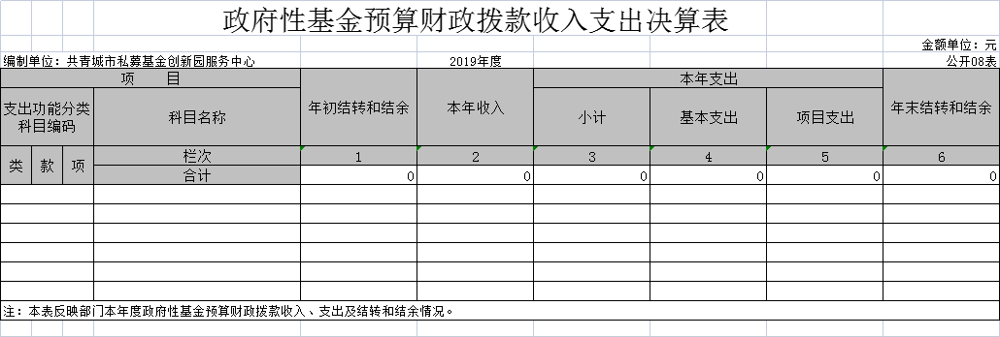 政府性基金预算财政拨款收入支出决算表
金额单位：元
编制单位：共青城市私募基金创新园服务中心 2019年度 公开08表
项 目 年初结转和结余 本年收入 本年支出 年末结转和结余
支出功能分类科目编码 科目名称 小计 基本支出 项目支出
类 款 项 栏次 1 2 3 4 5 6
合计 0 0 0 0 0 0
注：本表反映部门本年度政府性基金预算财政拨款收入、支出及结转和结余情况。